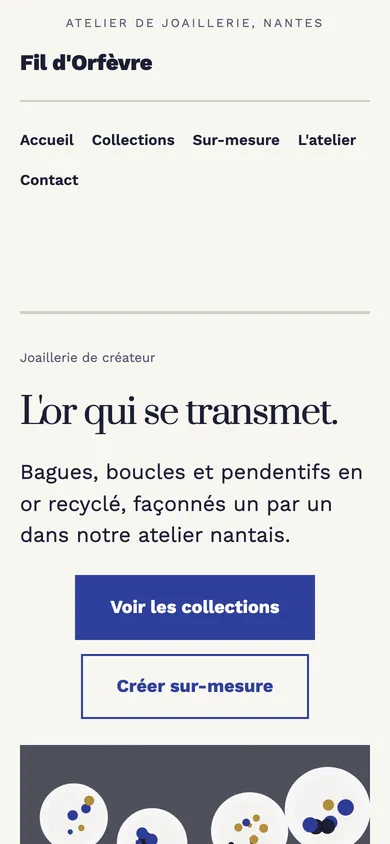 ATELIER DE JOAILLERIE, NANTES
Fil d'Orfèvre
Accueil Collections Sur-mesure L'atelier
Contact
Joaillerie de créateur
L'or qui se transmet.
Bagues, boucles et pendentifs en
or recyclé, façonnés un par un
dans notre atelier nantais.
Voir les collections
Créer sur-mesure